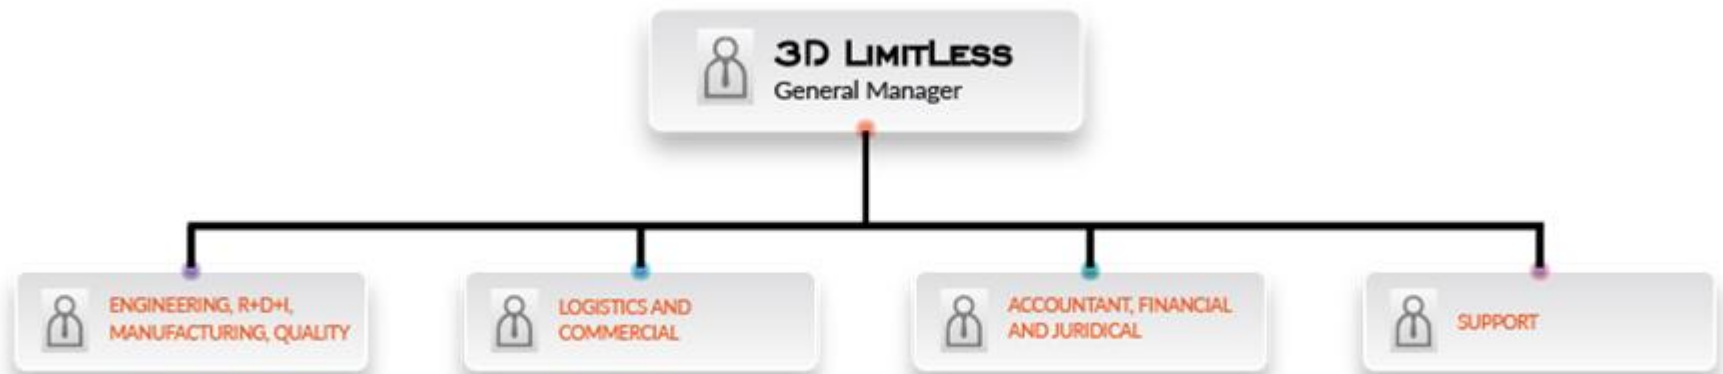 3D LIMITLESS
General Manager
ENGINEERING, R+D+I,
MANUFACTURING, QUALITY
LOGISTICS AND
COMMERCIAL
ACCOUNTANT, FINANCIAL
AND JURIDICAL
SUPPORT